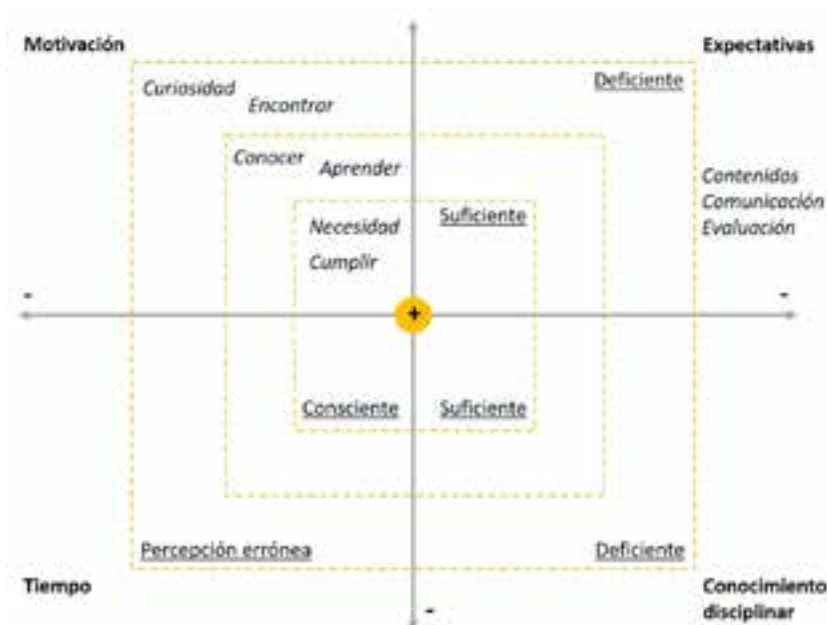 Motivación
Expectativas
Curiosidad
Deficiente
Encontrar
Conocer
Aprender
Contenidos
Comunicación
Evaluación
Necesidad
Suficiente
Cumplir
-
-
+
Consciente
Suficiente
Percepción errónea
Deficiente
Tiempo
Conocimiento
disciplinar
-